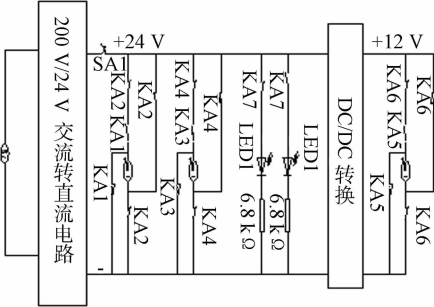 200 V/24 V 交流转直流电路
+24 V
SA1
KA2
KA1
KA2
KA1
KA2
KA4
KA3
KA4
KA3
KA4
KA7
LED1
6.8 kΩ
KA7
LED1
6.8 kΩ
DC/DC 转换
+12 V
KA6
KA5
KA6
KA5
KA6
-